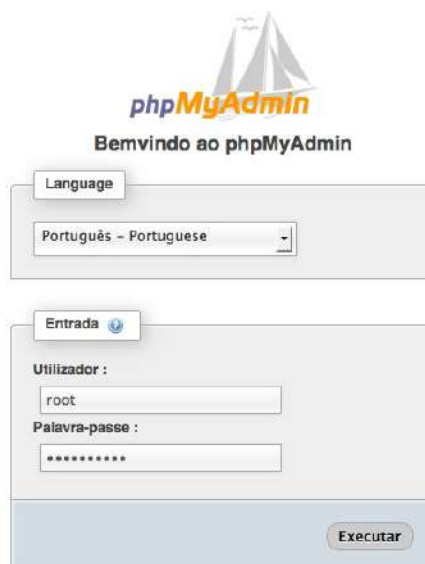 phpMyAdmin
Bemvindo ao phpMyAdmin
Language
Português - Portuguese
Entrada
Utilizador :
root
Palavra-passe :
**********
Executar